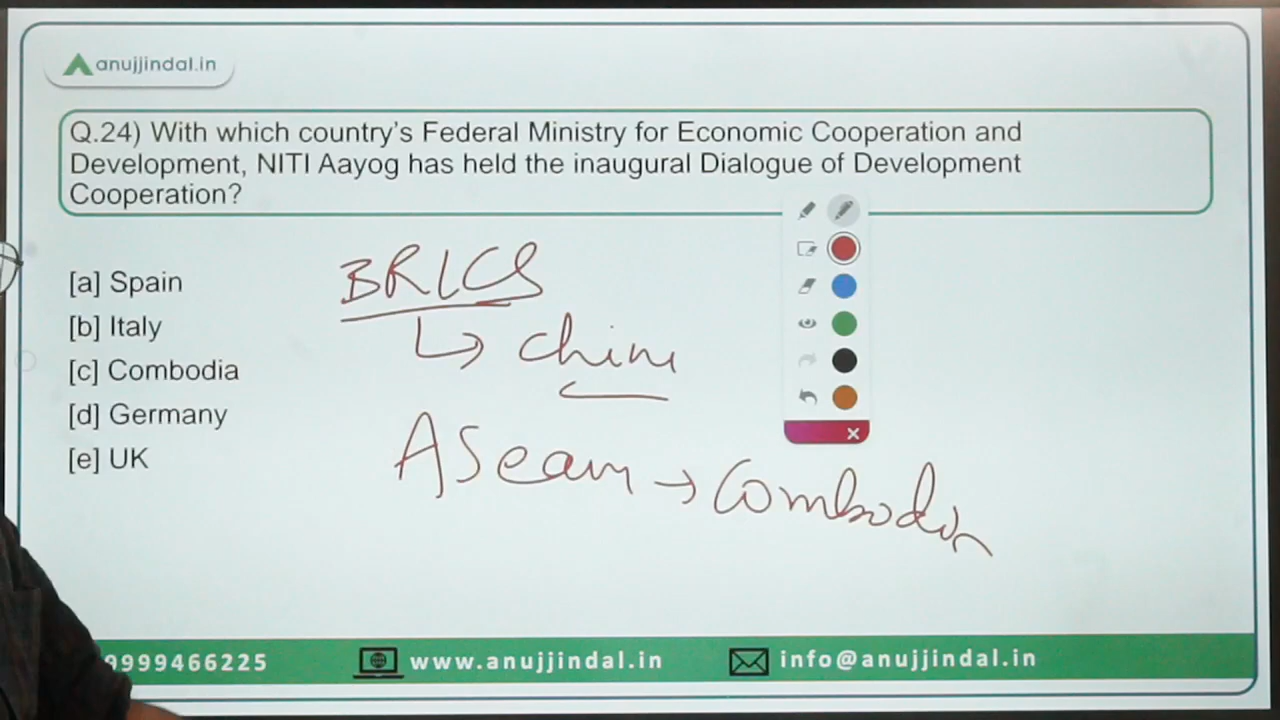 anujjindal.in
Q.24) With which country's Federal Ministry for Economic Cooperation and
Development, NITI Aayog has held the inaugural Dialogue of Development
Cooperation?
[a] Spain
[b] Italy
[c] Combodia
[d] Germany
[e] UK
BRICS
↳ China
ASean → Combodia
9999466225
www.anujjindal.in
info@anujjindal.in